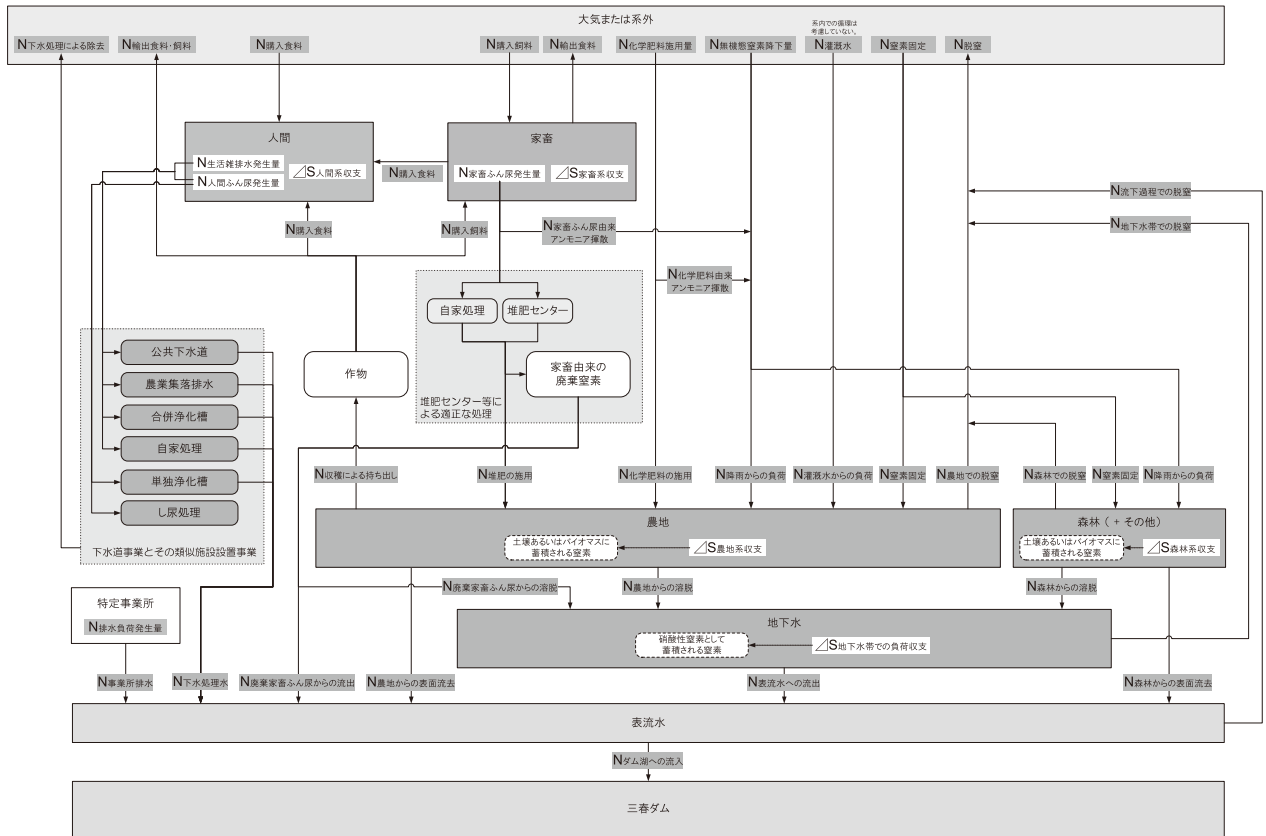 大気または系外
系内での循環は
考慮していない。
N下水処理による除去
N輸出食料・飼料
N購入食料
N購入飼料
N輸出食料
N化学肥料施用量
N無機態窒素降下量
N灌漑水
N窒素固定
N脱窒
人間
N生活雑排水発生量
N人間ふん尿発生量
⊿S人間系収支
N購入食料
家畜
N家畜ふん尿発生量
⊿S家畜系収支
N流下過程での脱窒
N地下水帯での脱窒
N購入食料
N購入飼料
N家畜ふん尿由来
アンモニア揮散
N化学肥料由来
アンモニア揮散
自家処理
堆肥センター
家畜由来の
廃棄窒素
堆肥センター等に
よる適正な処理
作物
公共下水道
農業集落排水
合併浄化槽
自家処理
単独浄化槽
し尿処理
下水道事業とその類似施設設置事業
N収穫による持ち出し
N堆肥の施用
N化学肥料の施用
N降雨からの負荷
N灌漑水からの負荷
N窒素固定
N農地での脱窒
N森林での脱窒
N窒素固定
N降雨からの負荷
農地
土壌あるいはバイオマスに
蓄積される窒素
⊿S農地系収支
森林（+その他）
土壌あるいはバイオマスに
蓄積される窒素
⊿S森林系収支
N廃棄家畜ふん尿からの溶脱
N農地からの溶脱
N森林からの溶脱
特定事業所
N排水負荷発生量
地下水
硝酸性窒素として
蓄積される窒素
⊿S地下水帯での負荷収支
N事業所排水
N下水処理水
N廃棄家畜ふん尿からの流出
N農地からの表面流去
N表流水への流出
N森林からの表面流去
表流水
Nダム湖への流入
三春ダム